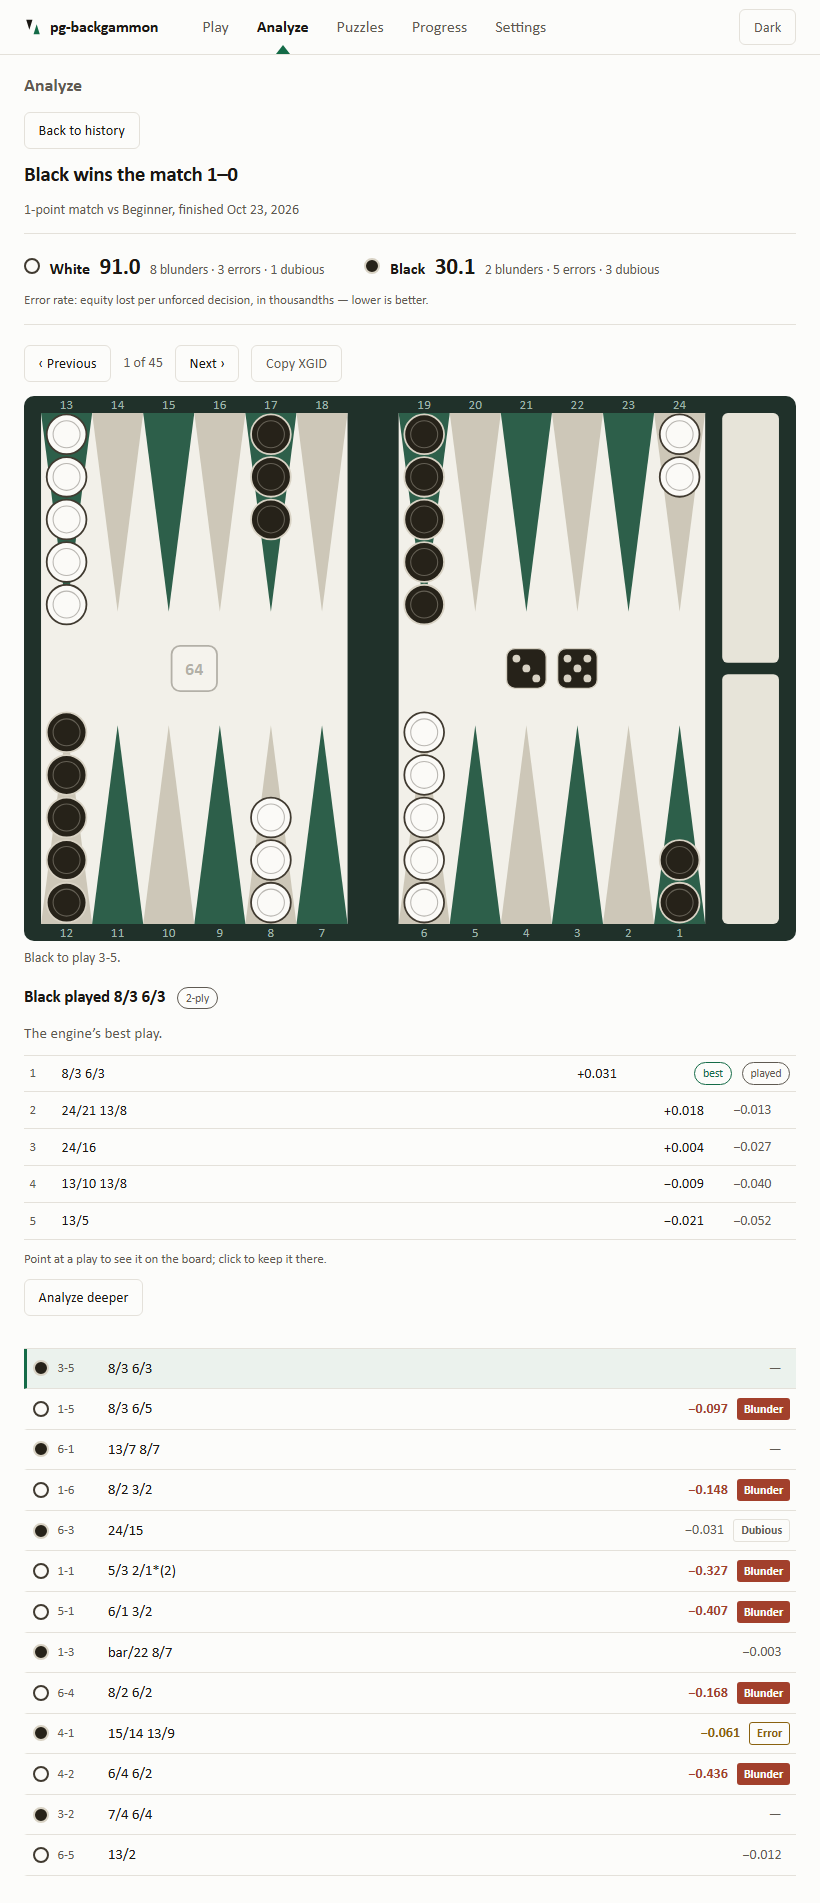 pg-backgammon Play Analyze Puzzles Progress Settings Dark
Analyze
Back to history
Black wins the match 1–0
1-point match vs Beginner, finished Oct 23, 2026
White 91.0 8 blunders · 3 errors · 1 dubious Black 30.1 2 blunders · 5 errors · 3 dubious
Error rate: equity lost per unforced decision, in thousandths — lower is better.
‹ Previous 1 of 45 Next › Copy XGID
13 14 15 16 17 18 19 20 21 22 23 24
64
12 11 10 9 8 7 6 5 4 3 2 1
Black to play 3-5.
Black played 8/3 6/3 2-ply
The engine’s best play.
1 8/3 6/3 +0.031 best played
2 24/21 13/8 +0.018 −0.013
3 24/16 +0.004 −0.027
4 13/10 13/8 −0.009 −0.040
5 13/5 −0.021 −0.052
Point at a play to see it on the board; click to keep it there.
Analyze deeper
3-5 8/3 6/3 —
1-5 8/3 6/5 −0.097 Blunder
6-1 13/7 8/7 —
1-6 8/2 3/2 −0.148 Blunder
6-3 24/15 −0.031 Dubious
1-1 5/3 2/1*(2) −0.327 Blunder
5-1 6/1 3/2 −0.407 Blunder
1-3 bar/22 8/7 −0.003
6-4 8/2 6/2 −0.168 Blunder
4-1 15/14 13/9 −0.061 Error
4-2 6/4 6/2 −0.436 Blunder
3-2 7/4 6/4 —
6-5 13/2 −0.012